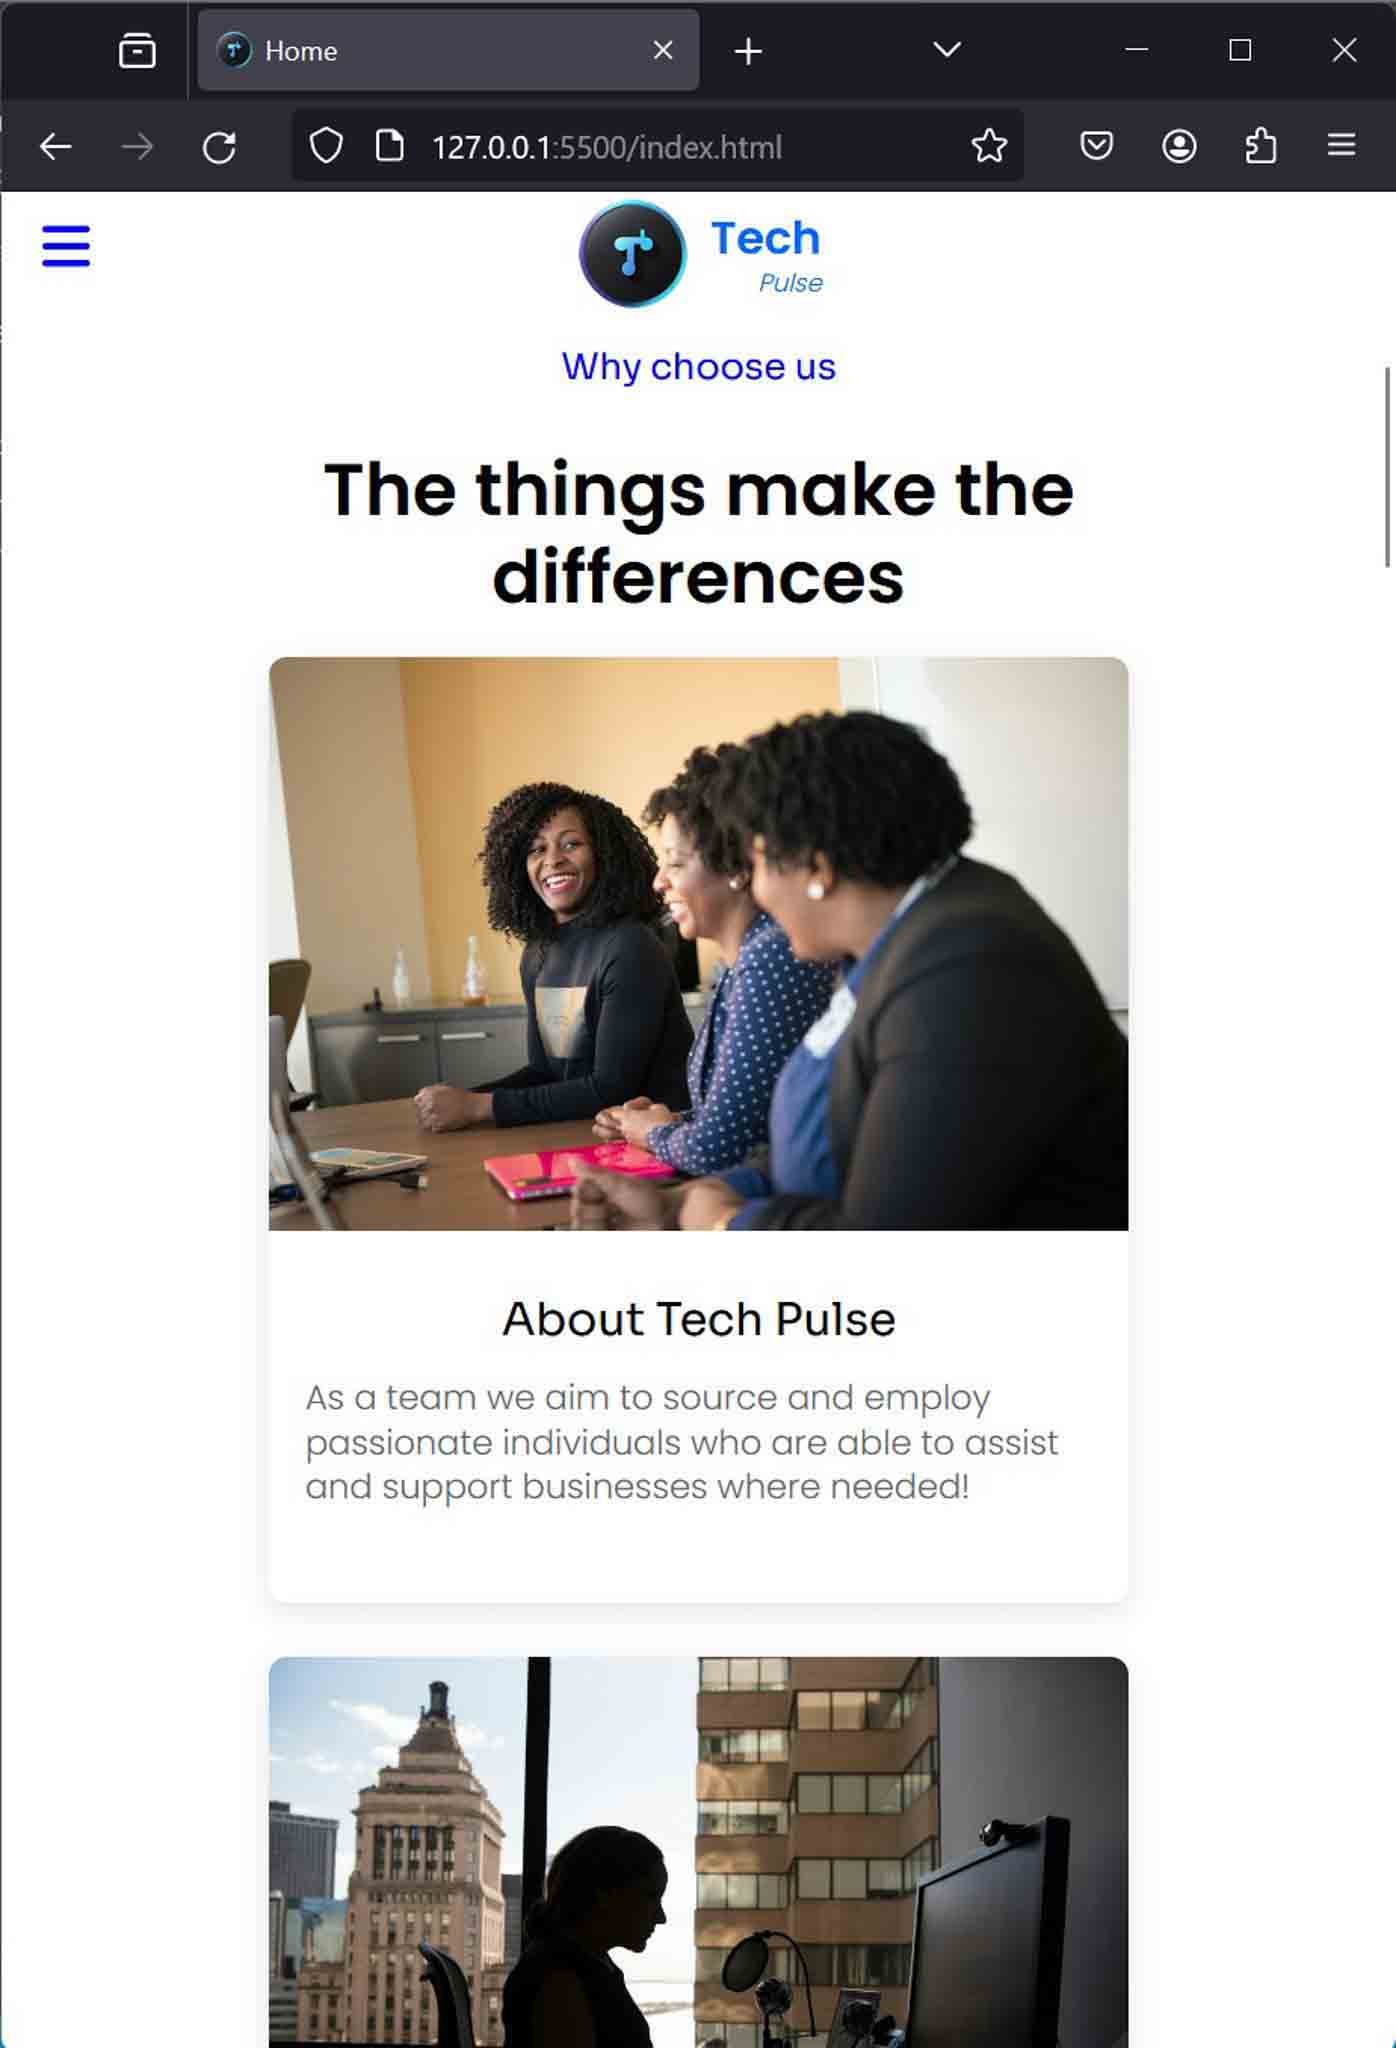 Home
127.0.0.1:5500/index.html
Tech
Pulse
Why choose us
The things make the
differences
About Tech Pulse
As a team we aim to source and employ
passionate individuals who are able to assist
and support businesses where needed!